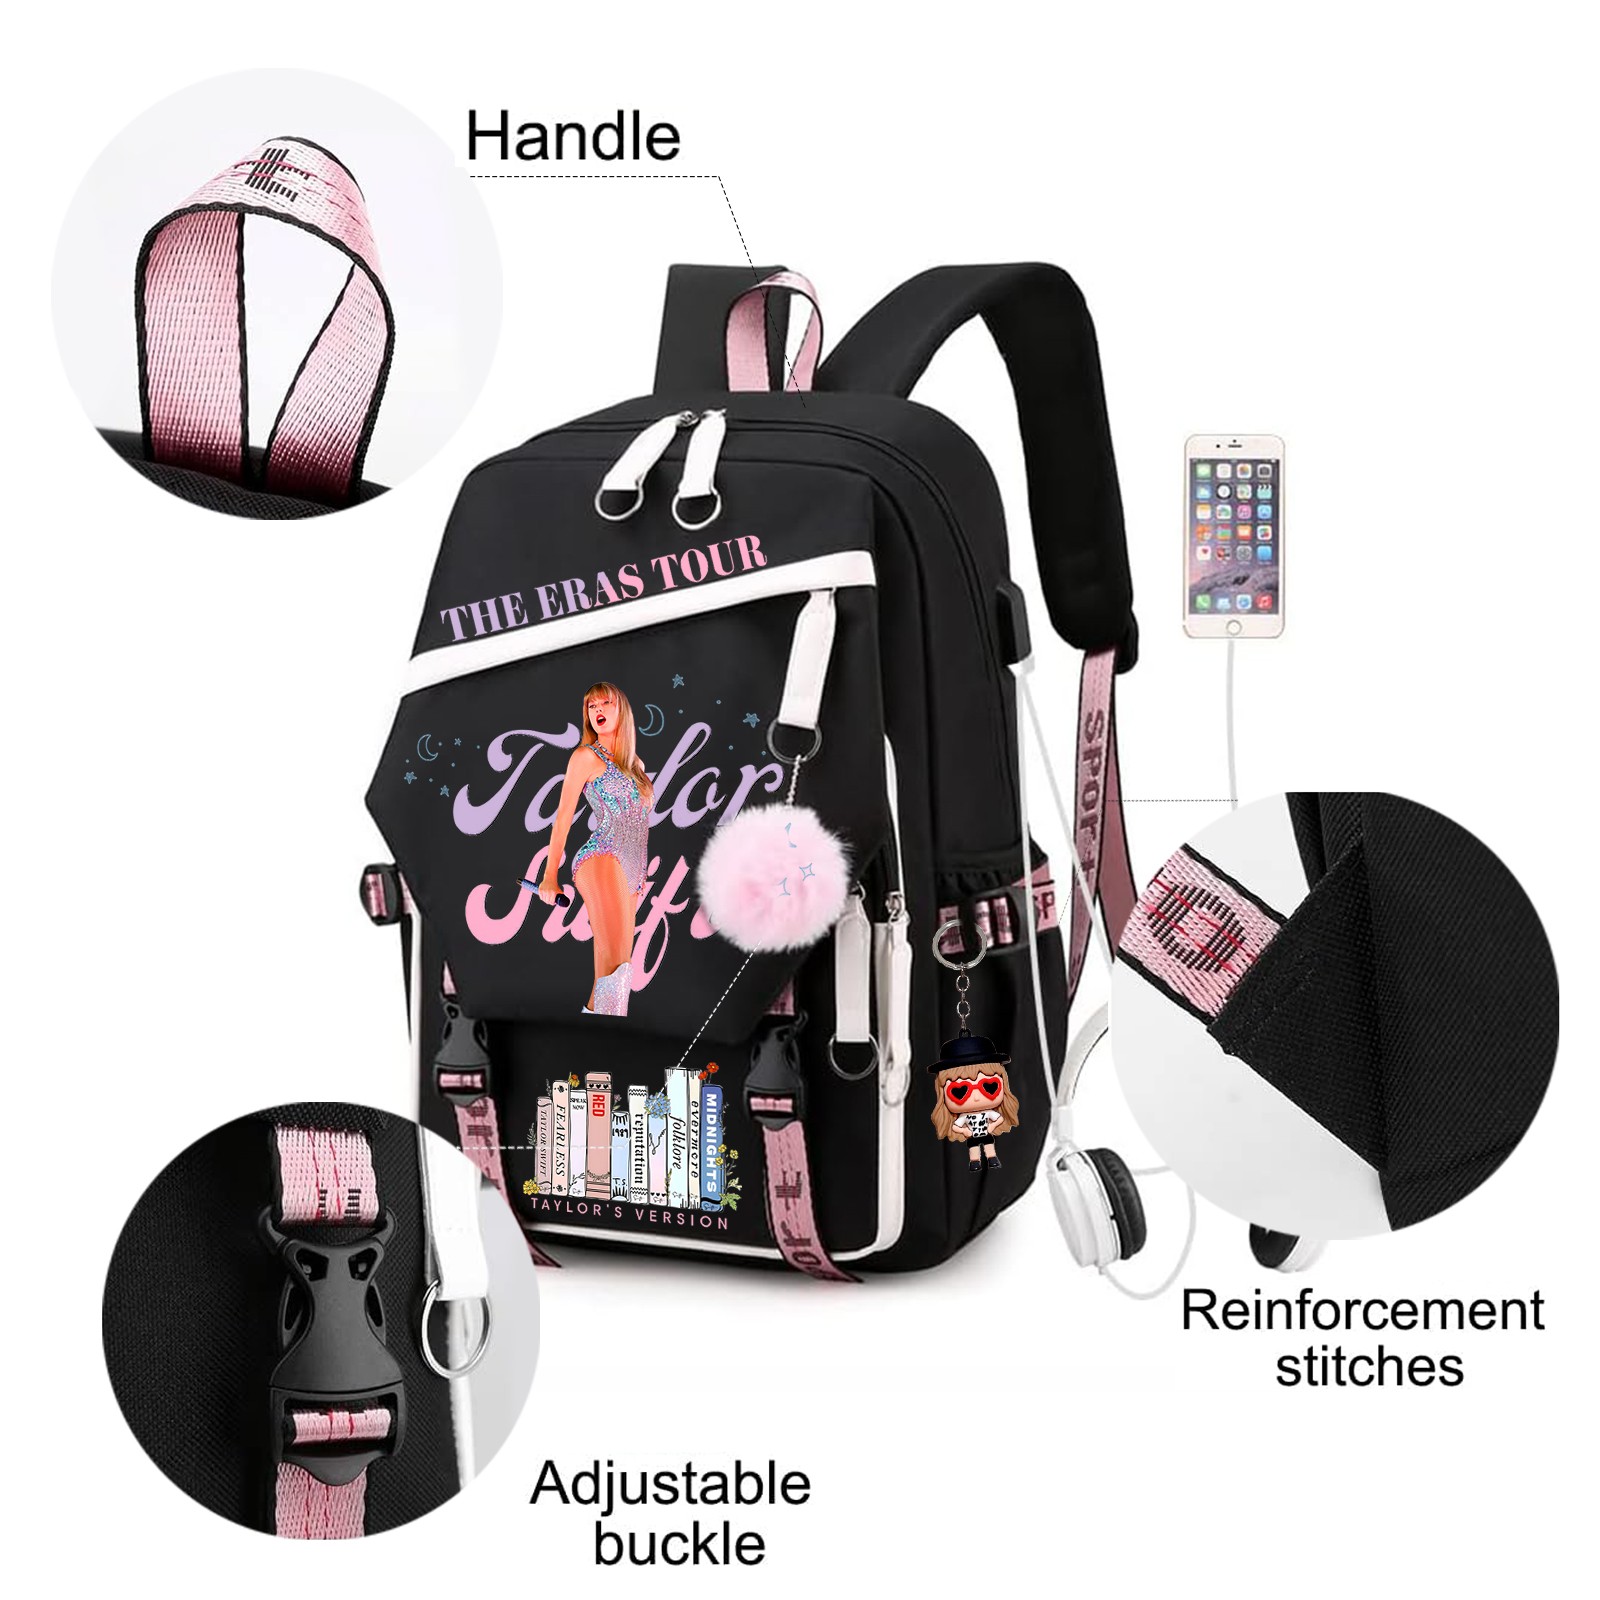 Handle
THE ERAS TOUR
Taylor
Swift
SPORT
SP
TAYLOR SWIFT
FEARLESS
SPEAK
NOW
RED
1989
T.S.
reputation
folklore
evermore
MIDNIGHTS
TAYLOR'S VERSION
Reinforcement
stitches
Adjustable
buckle